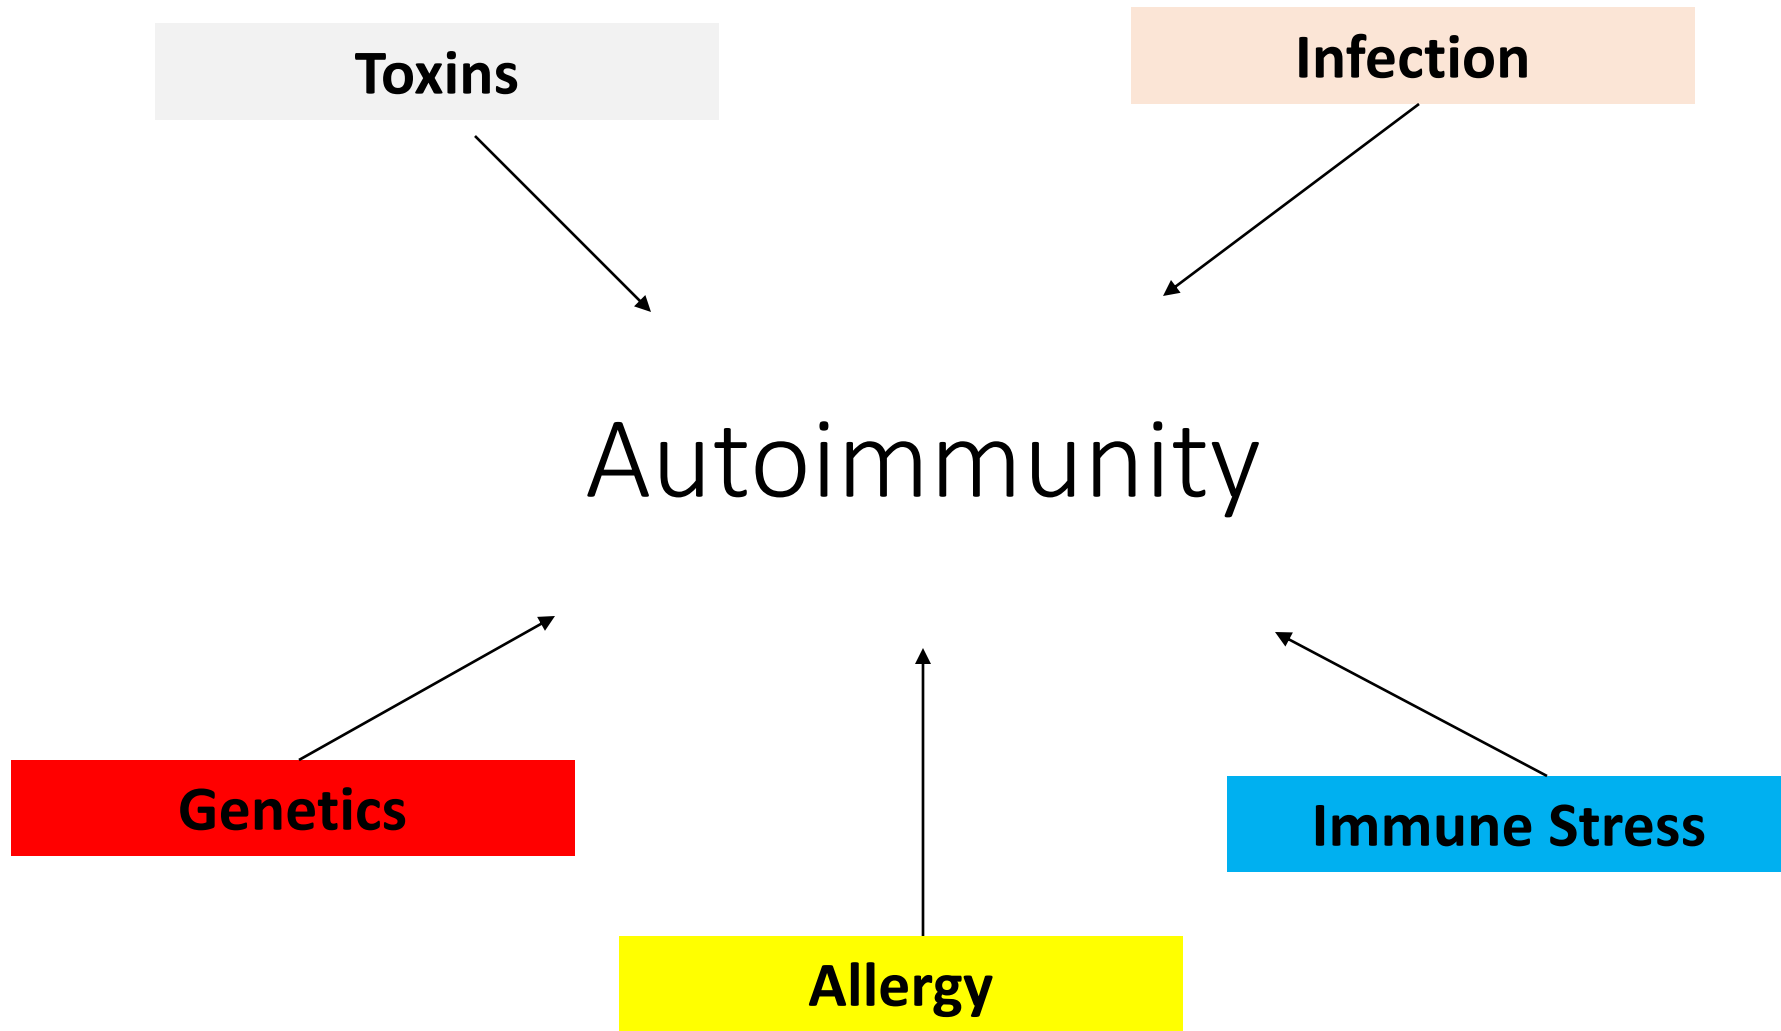 Toxins
Infection
Autoimmunity
Genetics
Immune Stress
Allergy